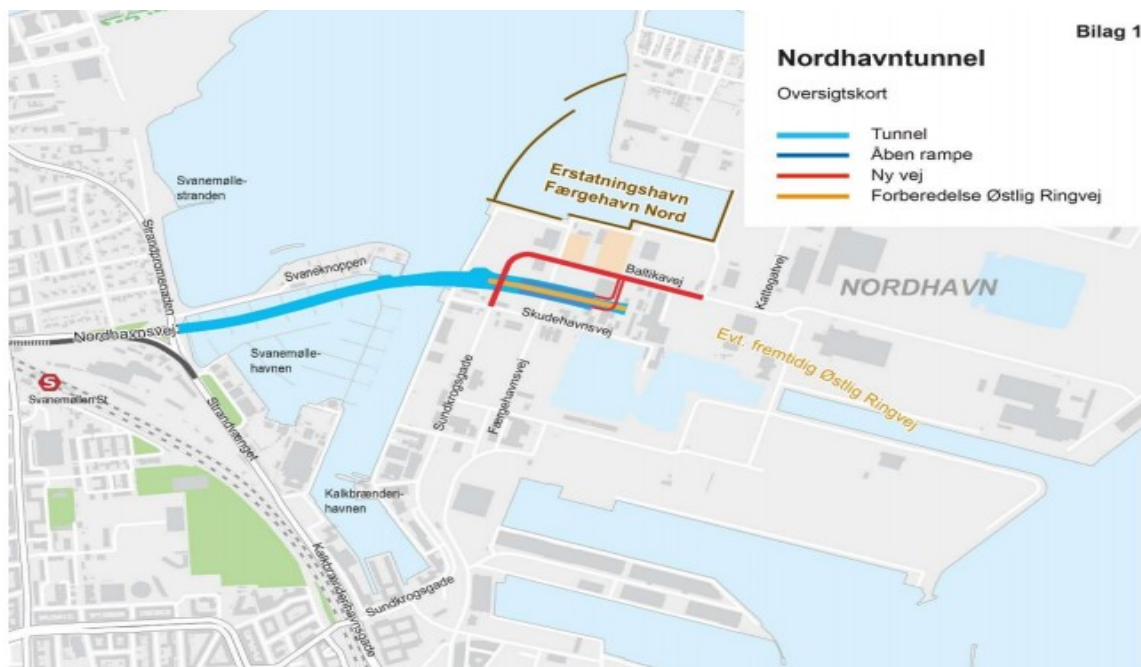 Bilag 1
Nordhavntunnel
Oversigtskort
Tunnel
Åben rampe
Ny vej
Forberedelse Østlig Ringvej
Erstatningshavn
Færgehavn Nord
Svanemølle-
stranden
Strandpromenaden
Svaneknoppen
Baltikavej
Kattegatvej
NORDHAVN
Nordhavnsvej
Skudehavnsvej
Evt. fremtidig Østlig Ringvej
Svanemølle-
havnen
S
Svanemøllen St
Strandvænget
Sundkrogsgade
Færgehavnsvej
Kalkbrænderi-
havnen
Kalkbrænderihavnsgade
Sundkrogsgade